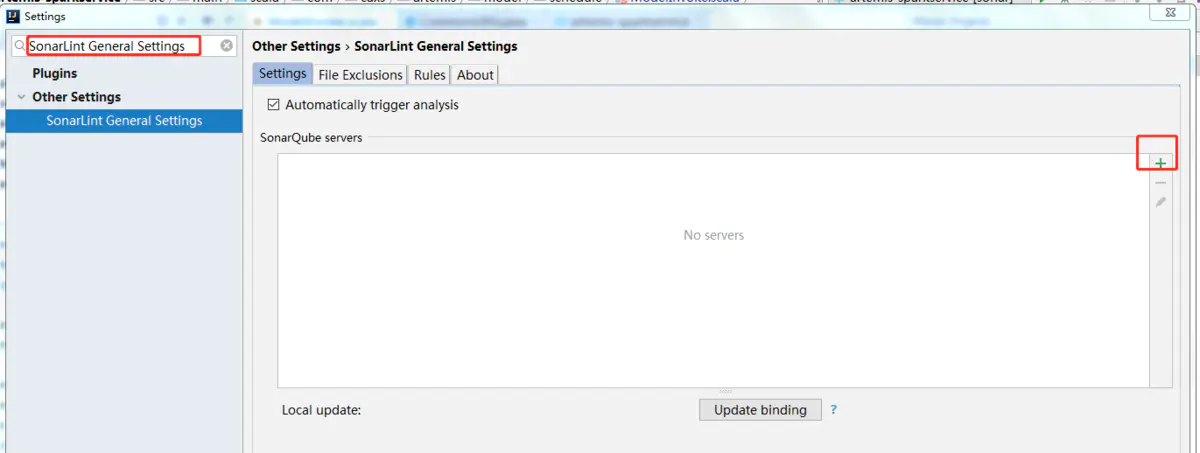 Settings
SonarLint General Settings
Plugins
Other Settings
SonarLint General Settings
Other Settings › SonarLint General Settings
Settings File Exclusions Rules About
Automatically trigger analysis
SonarQube servers
No servers
Local update: Update binding ?